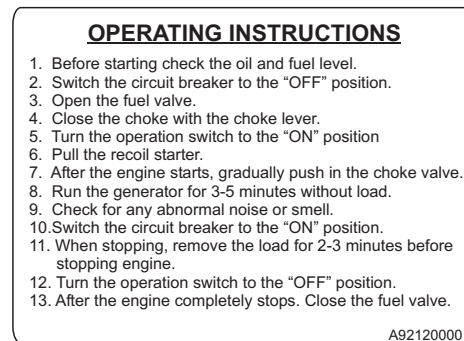 OPERATING INSTRUCTIONS
1. Before starting check the oil and fuel level.
2. Switch the circuit breaker to the “OFF” position.
3. Open the fuel valve.
4. Close the choke with the choke lever.
5. Turn the operation switch to the “ON” position
6. Pull the recoil starter.
7. After the engine starts, gradually push in the choke valve.
8. Run the generator for 3-5 minutes without load.
9. Check for any abnormal noise or smell.
10.Switch the circuit breaker to the “ON” position.
11. When stopping, remove the load for 2-3 minutes before
stopping engine.
12. Turn the operation switch to the “OFF” position.
13. After the engine completely stops. Close the fuel valve.
A92120000